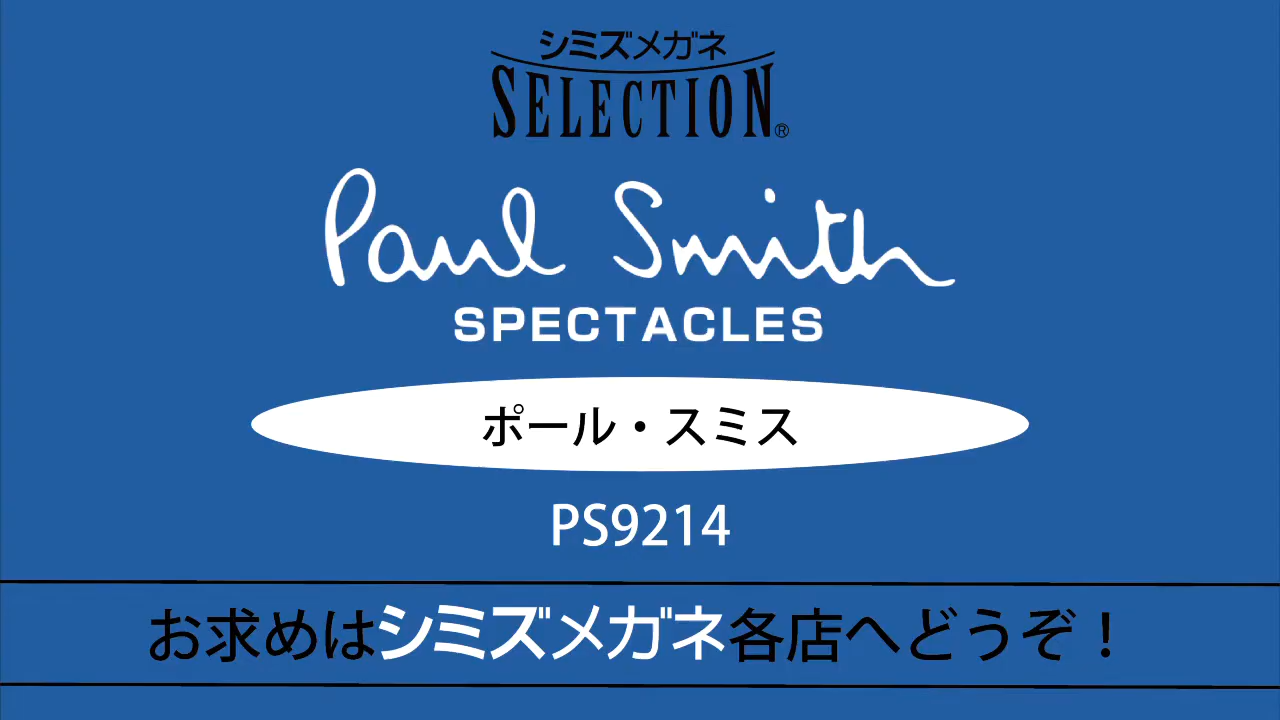 シミズメガネ
SELECTION®
Paul Smith
SPECTACLES
ポール・スミス
PS9214
お求めはシミズメガネ各店へどうぞ！